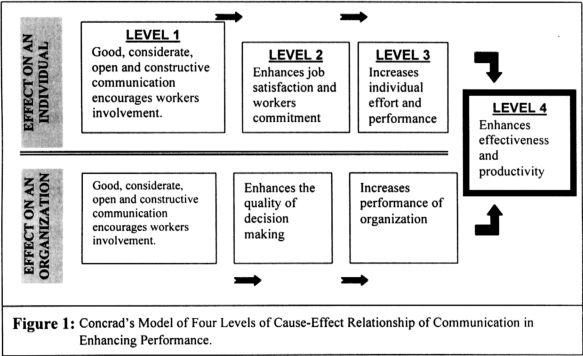 EFFECT ON AN
INDIVIDUAL
LEVEL 1
Good, considerate,
open and constructive
communication
encourages workers
involvement.
LEVEL 2
Enhances job
satisfaction and
workers
commitment
LEVEL 3
Increases
individual
effort and
performance
LEVEL 4
Enhances
effectiveness
and
productivity
EFFECT ON AN
ORGANIZATION
Good, considerate,
open and constructive
communication
encourages workers
involvement.
Enhances the
quality of
decision
making
Increases
performance of
organization
Figure 1: Concrad's Model of Four Levels of Cause-Effect Relationship of Communication in
Enhancing Performance.